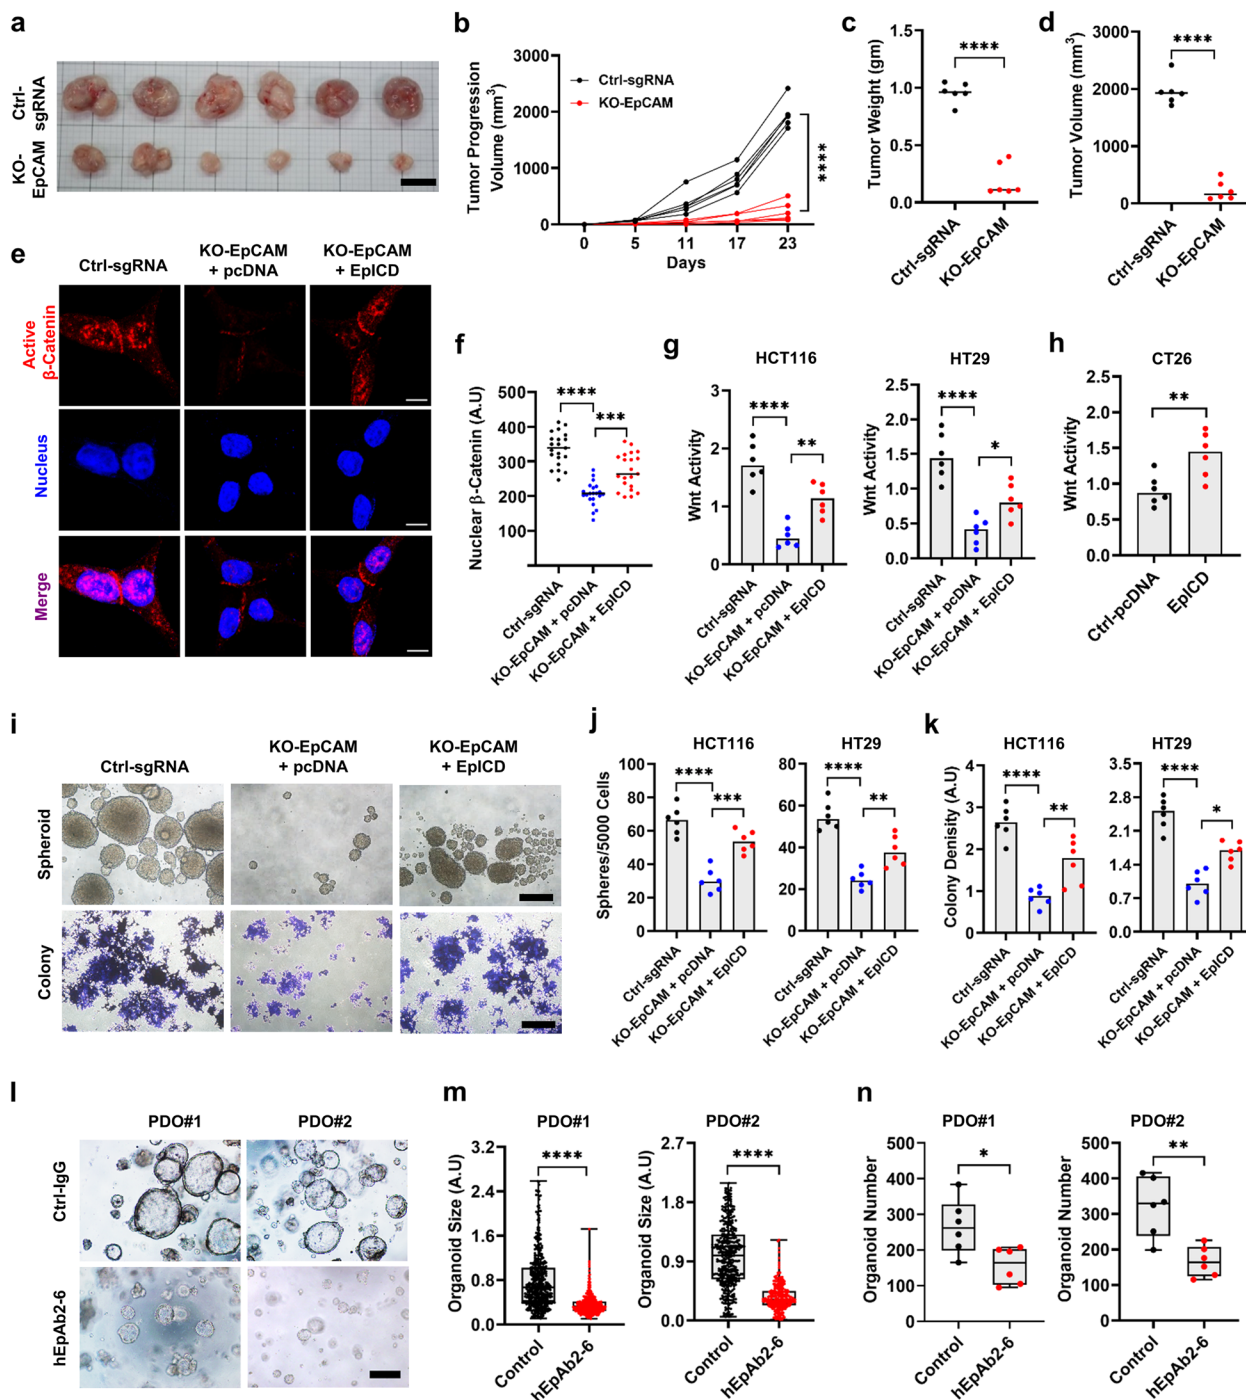 a
Ctrl-
sgRNA
KO-
EpCAM
b
Tumor Progression
Volume (mm³)
3000
2000
1000
0
Ctrl-sgRNA
KO-EpCAM
****
0 5 11 17 23
Days
c
Tumor Weight (gm)
1.5
1.0
0.5
0.0
****
Ctrl-sgRNA
KO-EpCAM
d
Tumor Volume (mm³)
3000
2000
1000
0
****
Ctrl-sgRNA
KO-EpCAM
e
Ctrl-sgRNA
KO-EpCAM
+ pcDNA
KO-EpCAM
+ EpICD
Active
β-Catenin
Nucleus
Merge
f
Nuclear β-Catenin (A.U)
500
400
300
200
100
****
***
Ctrl-sgRNA
KO-EpCAM + pcDNA
KO-EpCAM + EpICD
g
HCT116
Wnt Activity
3
2
1
0
****
**
Ctrl-sgRNA
KO-EpCAM + pcDNA
KO-EpCAM + EpICD
HT29
Wnt Activity
2.5
2.0
1.5
1.0
0.5
0.0
****
*
Ctrl-sgRNA
KO-EpCAM + pcDNA
KO-EpCAM + EpICD
h
CT26
Wnt Activity
2.5
2.0
1.5
1.0
0.5
0.0
**
Ctrl-pcDNA
EpICD
i
Ctrl-sgRNA
KO-EpCAM
+ pcDNA
KO-EpCAM
+ EpICD
Spheroid
Colony
j
HCT116
Spheres/5000 Cells
100
80
60
40
20
0
****
***
Ctrl-sgRNA
KO-EpCAM + pcDNA
KO-EpCAM + EpICD
HT29
80
60
40
20
0
****
**
Ctrl-sgRNA
KO-EpCAM + pcDNA
KO-EpCAM + EpICD
k
HCT116
Colony Denisity (A.U)
4
3
2
1
0
****
**
Ctrl-sgRNA
KO-EpCAM + pcDNA
KO-EpCAM + EpICD
HT29
3.5
2.8
2.1
1.4
0.7
0.0
****
*
Ctrl-sgRNA
KO-EpCAM + pcDNA
KO-EpCAM + EpICD
l
PDO#1
PDO#2
Ctrl-IgG
hEpAb2-6
m
PDO#1
Organoid Size (A.U)
3.2
2.4
1.6
0.8
0.0
****
Control
hEpAb2-6
PDO#2
Organoid Size (A.U)
2.7
1.8
0.9
0.0
****
Control
hEpAb2-6
n
PDO#1
Organoid Number
500
400
300
200
100
0
*
Control
hEpAb2-6
PDO#2
Organoid Number
500
400
300
200
100
0
**
Control
hEpAb2-6